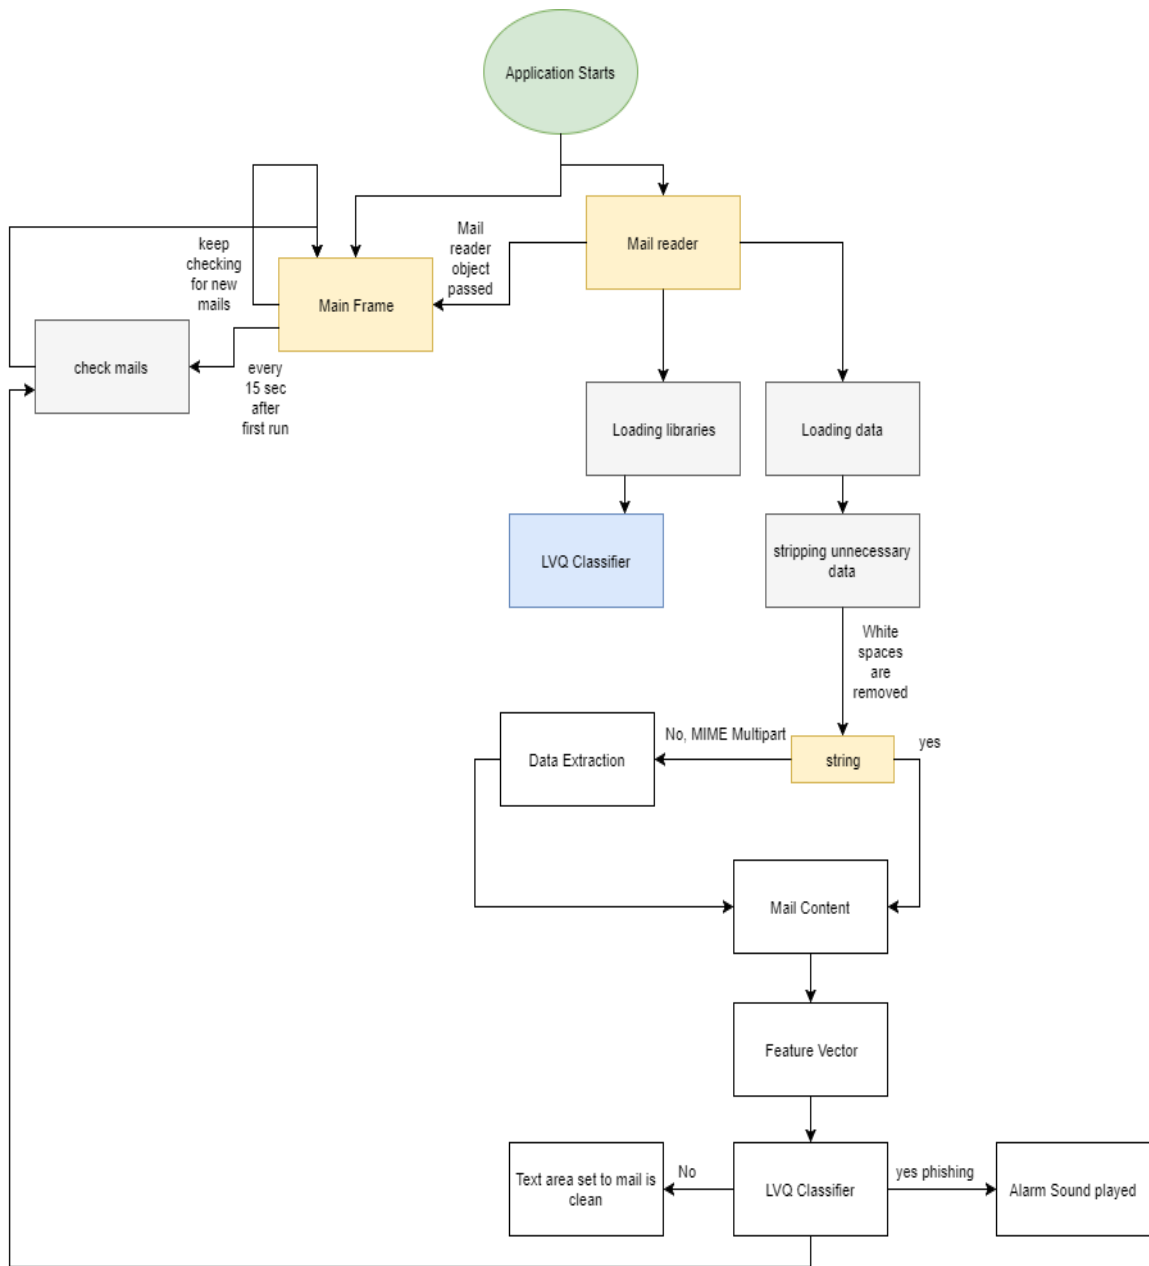 Application Starts
Mail reader
Mail
reader
object
passed
keep
checking
for new
mails
Main Frame
check mails
every
15 sec
after
first run
Loading libraries
Loading data
LVQ Classifier
stripping unnecessary
data
White
spaces
are
removed
No, MIME Multipart
yes
Data Extraction
string
Mail Content
Feature Vector
Text area set to mail is
clean
No
LVQ Classifier
yes phishing
Alarm Sound played